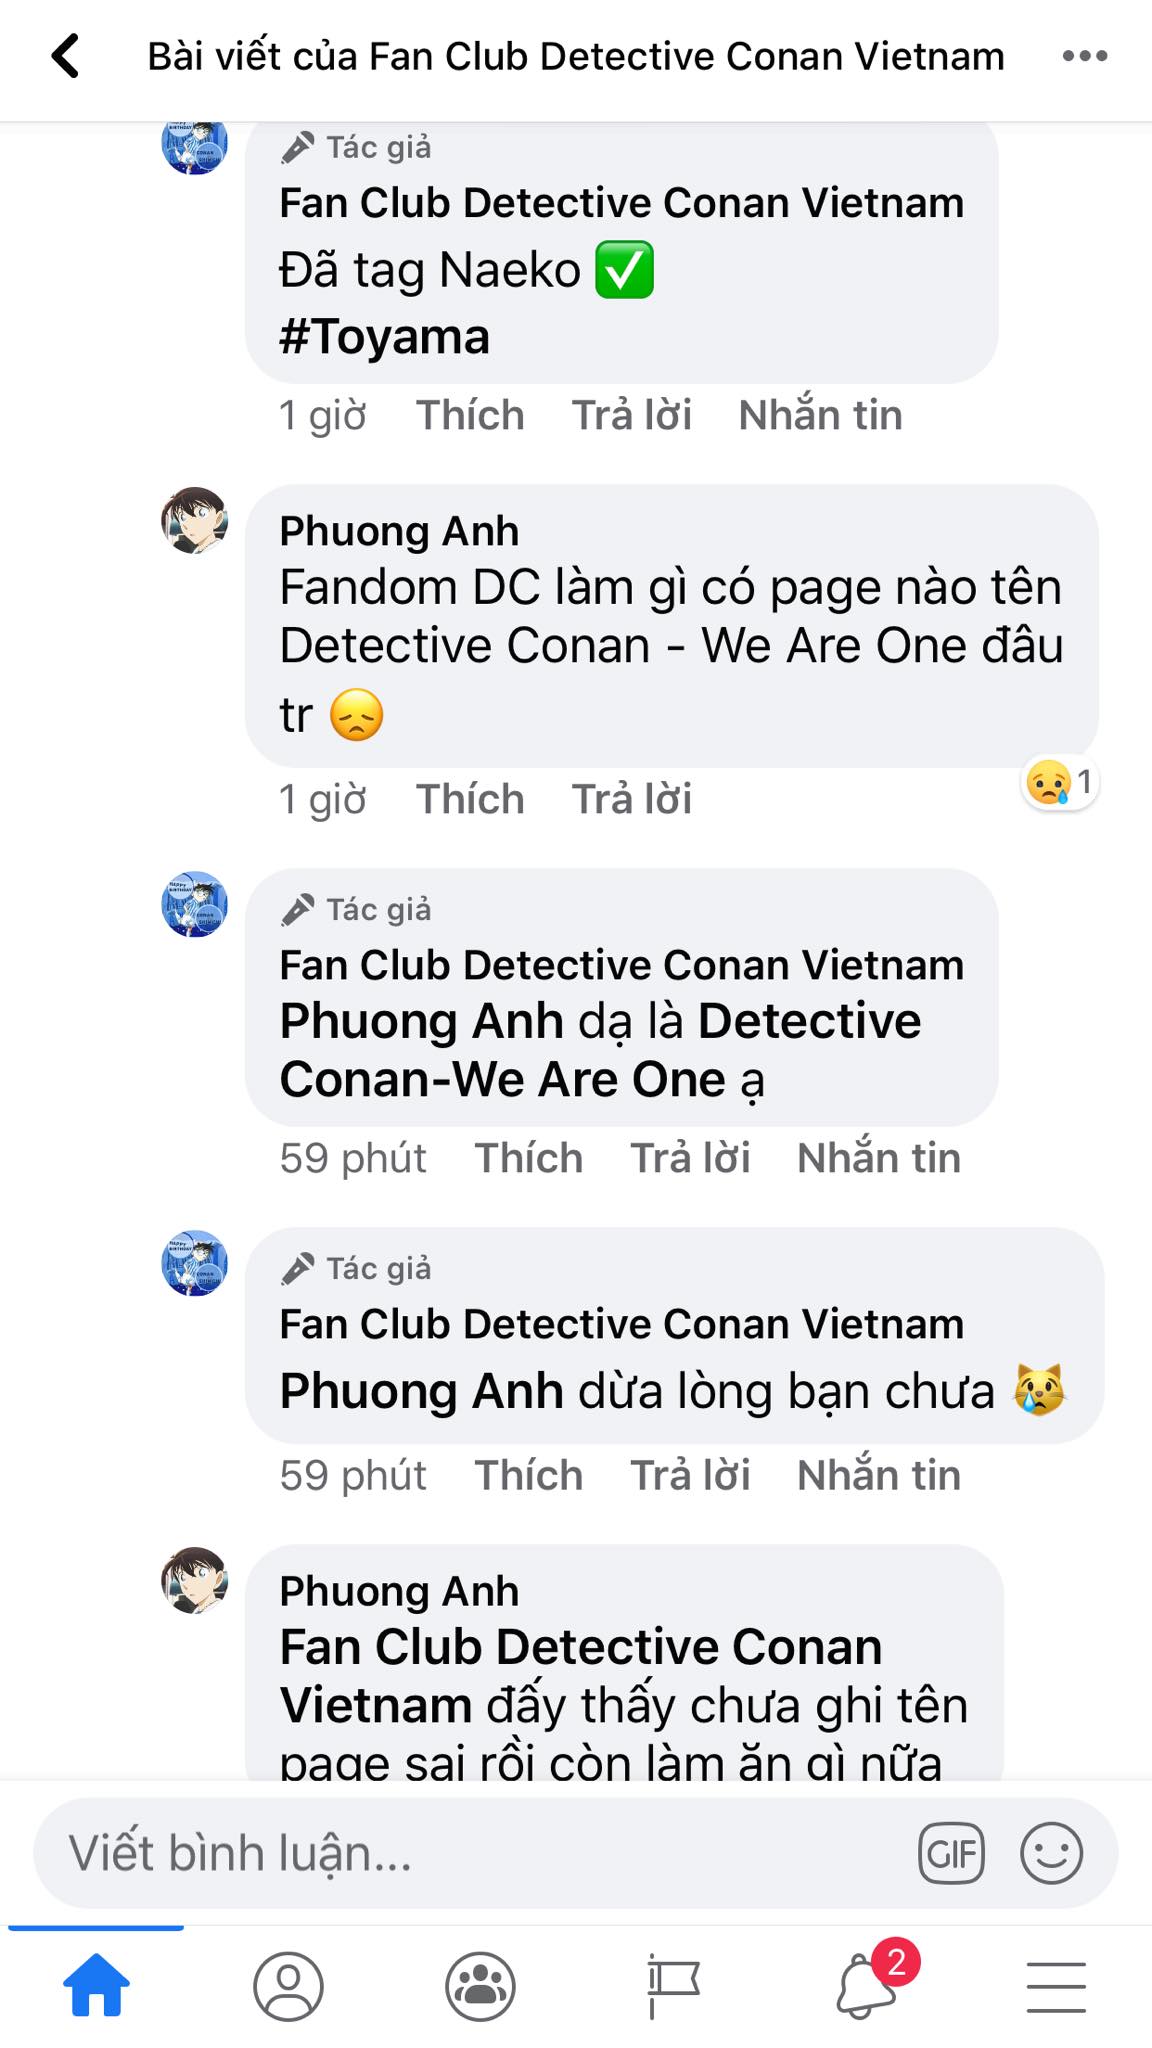 Bài viết của Fan Club Detective Conan Vietnam
Tác giả
Fan Club Detective Conan Vietnam
Đã tag Naeko ✅
#Toyama
1 giờ Thích Trả lời Nhắn tin
Phuong Anh
Fandom DC làm gì có page nào tên
Detective Conan - We Are One đâu
tr 😞
1 giờ Thích Trả lời
😢 1
Tác giả
Fan Club Detective Conan Vietnam
Phuong Anh dạ là Detective
Conan-We Are One ạ
59 phút Thích Trả lời Nhắn tin
Tác giả
Fan Club Detective Conan Vietnam
Phuong Anh dừa lòng bạn chưa 😿
59 phút Thích Trả lời Nhắn tin
Phuong Anh
Fan Club Detective Conan
Vietnam đấy thấy chưa ghi tên
page sai rồi còn làm ăn gì nữa
Viết bình luận...
GIF
2